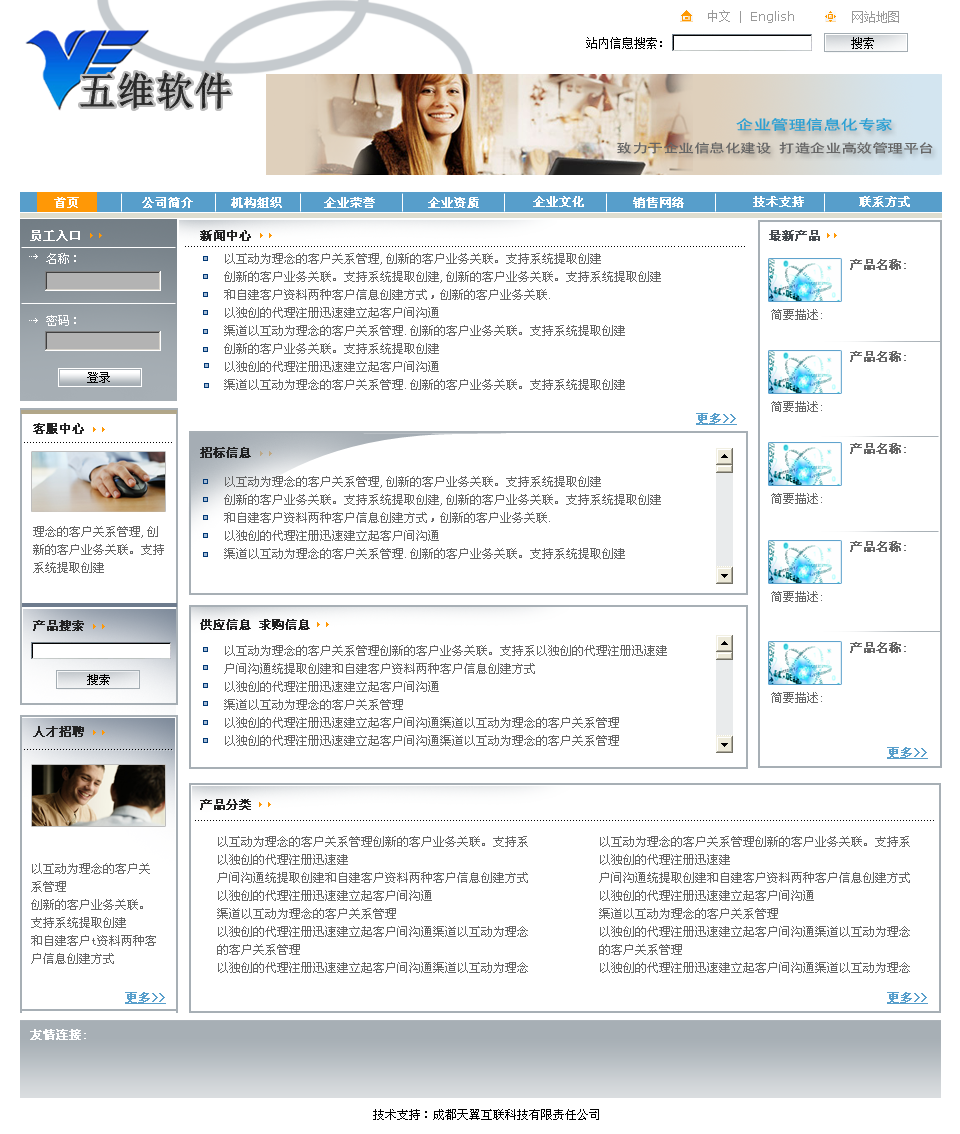 中文 | English 网站地图
站内信息搜索： 搜索
五维软件
企业管理信息化专家
致力于企业信息化建设 打造企业高效管理平台
首页 公司简介 机构组织 企业荣誉 企业资质 企业文化 销售网络 技术支持 联系方式
员工入口
名称：
密码：
登录
客服中心
理念的客户关系管理, 创
新的客户业务关联。支持
系统提取创建
产品搜索
搜索
人才招聘
以互动为理念的客户关
系管理
创新的客户业务关联。
支持系统提取创建
和自建客户t资料两种客
户信息创建方式
更多>>
新闻中心
以互动为理念的客户关系管理, 创新的客户业务关联。支持系统提取创建
创新的客户业务关联。支持系统提取创建, 创新的客户业务关联。支持系统提取创建
和自建客户资料两种客户信息创建方式，创新的客户业务关联.
以独创的代理注册迅速建立起客户间沟通
渠道以互动为理念的客户关系管理. 创新的客户业务关联。支持系统提取创建
创新的客户业务关联。支持系统提取创建
以独创的代理注册迅速建立起客户间沟通
渠道以互动为理念的客户关系管理. 创新的客户业务关联。支持系统提取创建
更多>>
招标信息
以互动为理念的客户关系管理, 创新的客户业务关联。支持系统提取创建
创新的客户业务关联。支持系统提取创建, 创新的客户业务关联。支持系统提取创建
和自建客户资料两种客户信息创建方式，创新的客户业务关联.
以独创的代理注册迅速建立起客户间沟通
渠道以互动为理念的客户关系管理. 创新的客户业务关联。支持系统提取创建
供应信息 求购信息
以互动为理念的客户关系管理创新的客户业务关联。支持系以独创的代理注册迅速建
户间沟通统提取创建和自建客户资料两种客户信息创建方式
以独创的代理注册迅速建立起客户间沟通
渠道以互动为理念的客户关系管理
以独创的代理注册迅速建立起客户间沟通渠道以互动为理念的客户关系管理
以独创的代理注册迅速建立起客户间沟通渠道以互动为理念的客户关系管理
最新产品
产品名称:
简要描述:
产品名称:
简要描述:
产品名称:
简要描述:
产品名称:
简要描述:
产品名称:
简要描述:
更多>>
产品分类
以互动为理念的客户关系管理创新的客户业务关联。支持系
以独创的代理注册迅速建
户间沟通统提取创建和自建客户资料两种客户信息创建方式
以独创的代理注册迅速建立起客户间沟通
渠道以互动为理念的客户关系管理
以独创的代理注册迅速建立起客户间沟通渠道以互动为理念
的客户关系管理
以独创的代理注册迅速建立起客户间沟通渠道以互动为理念
以互动为理念的客户关系管理创新的客户业务关联。支持系
以独创的代理注册迅速建
户间沟通统提取创建和自建客户资料两种客户信息创建方式
以独创的代理注册迅速建立起客户间沟通
渠道以互动为理念的客户关系管理
以独创的代理注册迅速建立起客户间沟通渠道以互动为理念
的客户关系管理
以独创的代理注册迅速建立起客户间沟通渠道以互动为理念
更多>>
友情连接:
技术支持：成都天翼互联科技有限责任公司